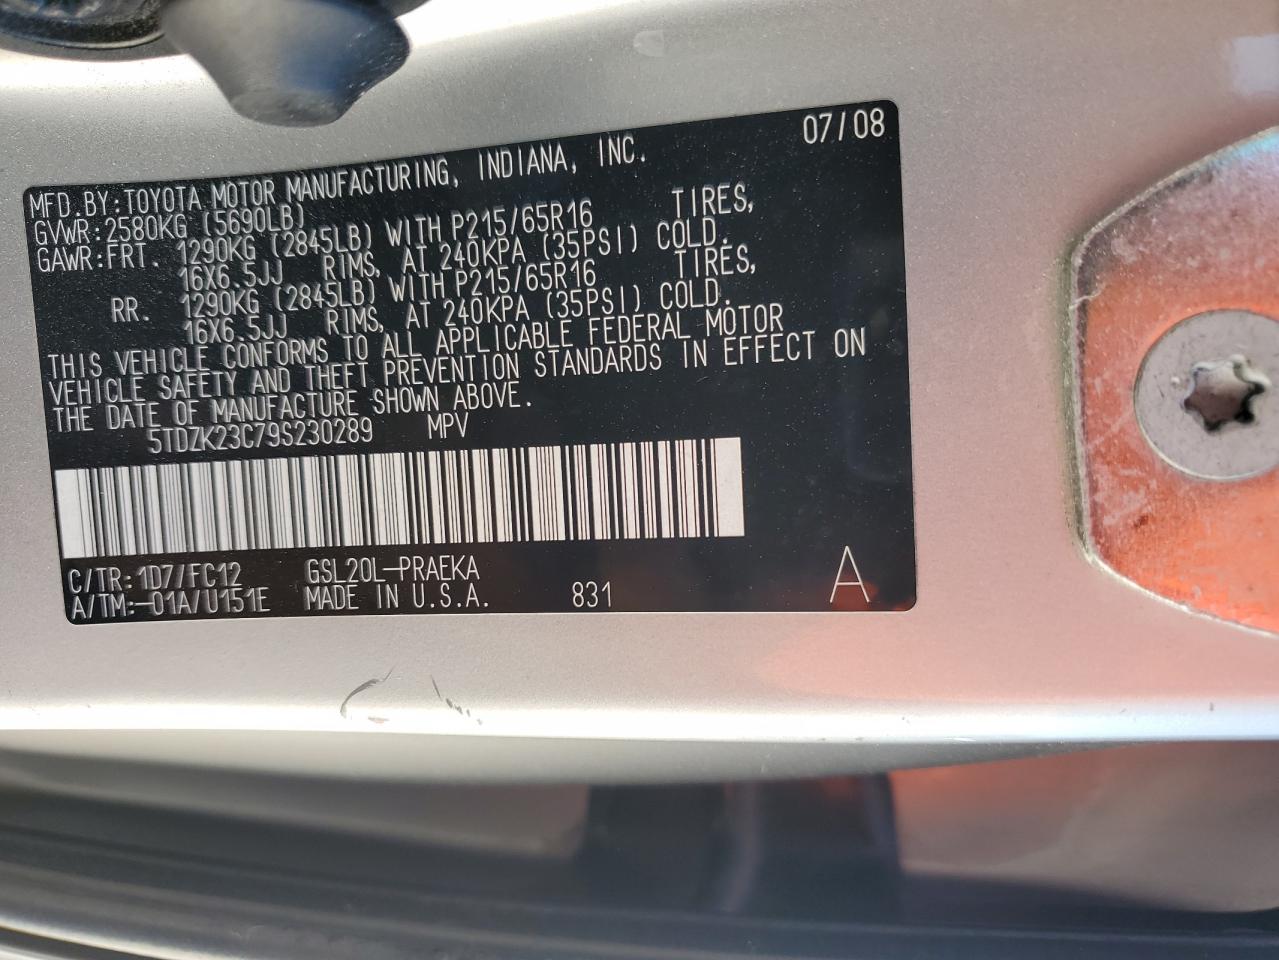 07/08
MFD.BY:TOYOTA MOTOR MANUFACTURING, INDIANA, INC.
GVWR:2580KG (5690LB)
GAWR:FRT. 1290KG (2845LB) WITH P215/65R16 TIRES,
16X6.5JJ RIMS, AT 240KPA (35PSI) COLD.
RR. 1290KG (2845LB) WITH P215/65R16 TIRES,
16X6.5JJ RIMS, AT 240KPA (35PSI) COLD.
THIS VEHICLE CONFORMS TO ALL APPLICABLE FEDERAL MOTOR
VEHICLE SAFETY AND THEFT PREVENTION STANDARDS IN EFFECT ON
THE DATE OF MANUFACTURE SHOWN ABOVE.
5TDZK23C79S230289 MPV
C/TR: 1D7/FC12 GSL20L-PRAEKA
A/TM:-01A/U151E MADE IN U.S.A. 831 A